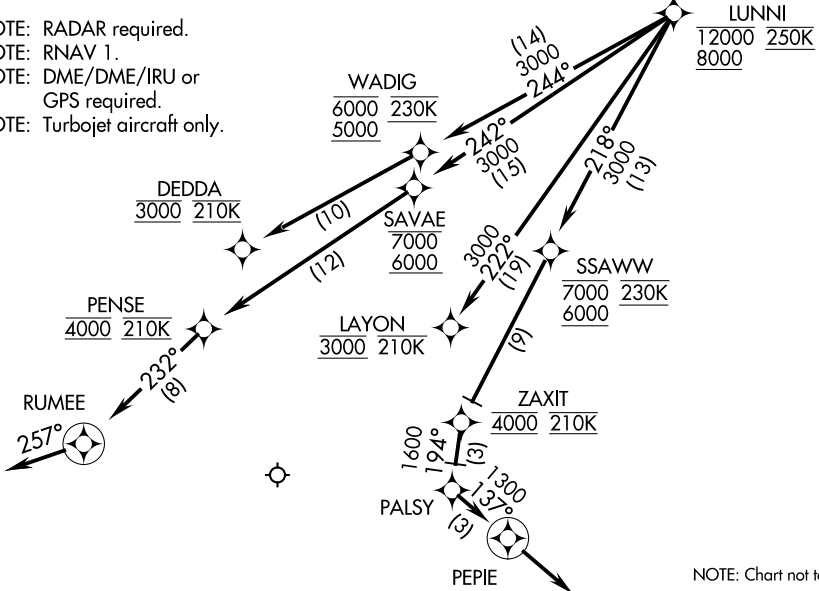 OTE: RADAR required.
OTE: RNAV 1.
OTE: DME/DME/IRU or
GPS required.
OTE: Turbojet aircraft only.
LUNNI
12000 250K
8000
(14)
3000
244°
WADIG
6000 230K
5000
242°
3000
(15)
218°
3000
(13)
DEDDA
3000 210K
(10)
SAVAE
7000
6000
(12)
3000
222°
(19)
SSAWW
7000 230K
6000
PENSE
4000 210K
LAYON
3000 210K
(9)
232°
(8)
RUMEE
257°
ZAXIT
4000 210K
1600
194°
(3)
PALSY
1300
137°
(3)
PEPIE
NOTE: Chart not t